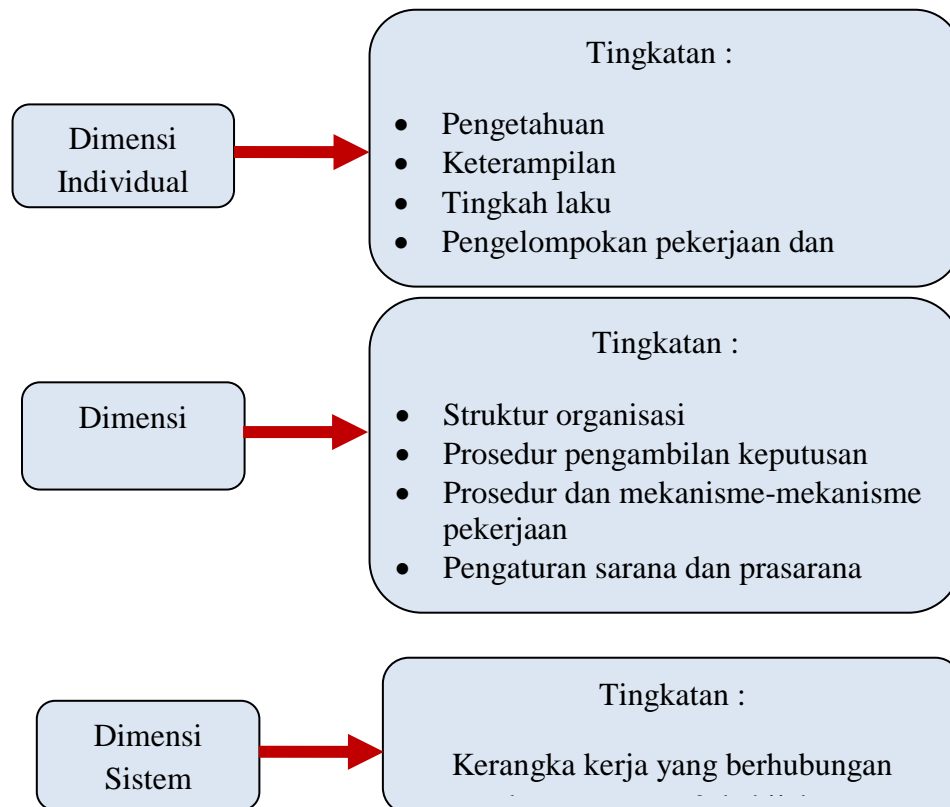 Dimensi
Individual
Tingkatan :
• Pengetahuan
• Keterampilan
• Tingkah laku
• Pengelompokan pekerjaan dan
Dimensi
Tingkatan :
• Struktur organisasi
• Prosedur pengambilan keputusan
• Prosedur dan mekanisme-mekanisme
pekerjaan
• Pengaturan sarana dan prasarana
Dimensi
Sistem
Tingkatan :
Kerangka kerja yang berhubungan